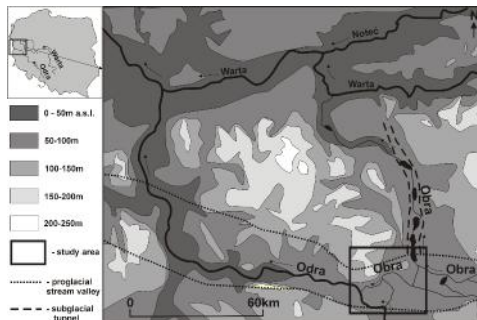 Warta
Odra
0 - 50m a.s.l.
50-100m
100-150m
150-200m
200-250m
- study area
- proglacial
stream valley
- subglacial
tunnel
Noteć
N
Warta
Warta
Obra
Odra
Obra
Obra
0
60km